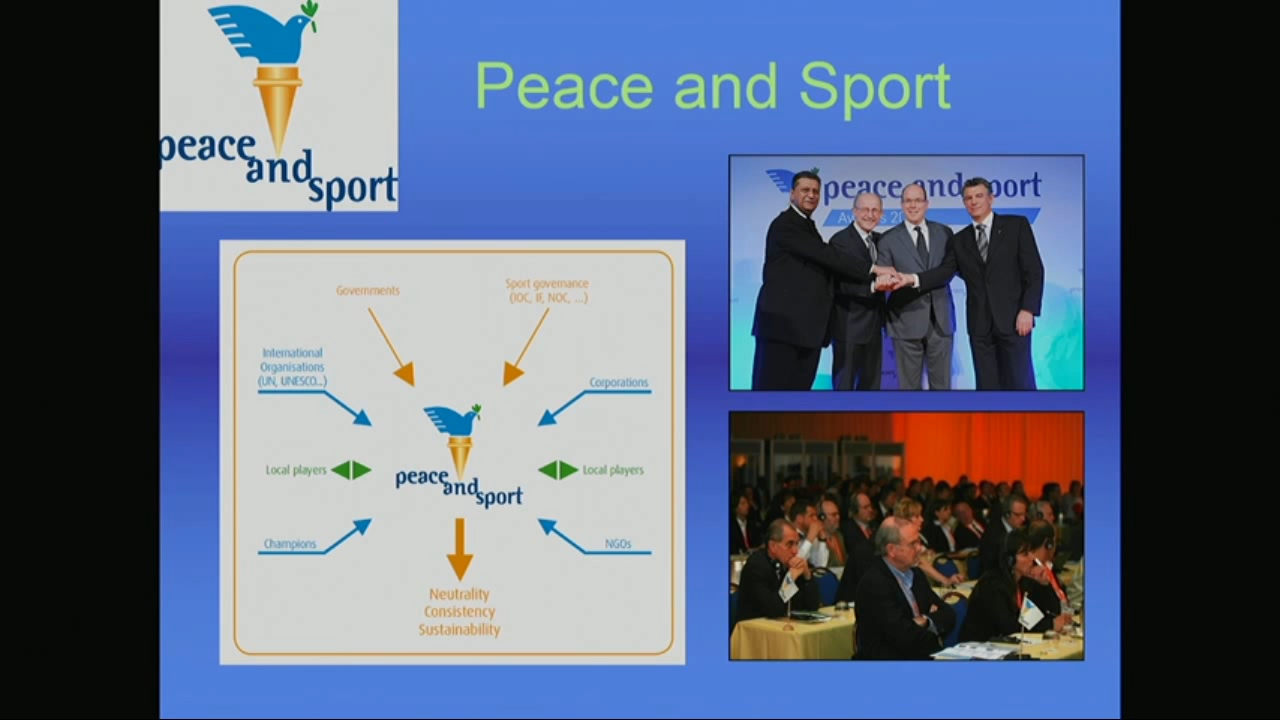 peace
and
sport
Peace and Sport
peace and sport
Governments
Sport governance
(IOC, IF, NOC, ...)
International
Organisations
(UN, UNESCO...)
Corporations
Local players
Local players
peace
and
sport
Champions
NGOs
Neutrality
Consistency
Sustainability